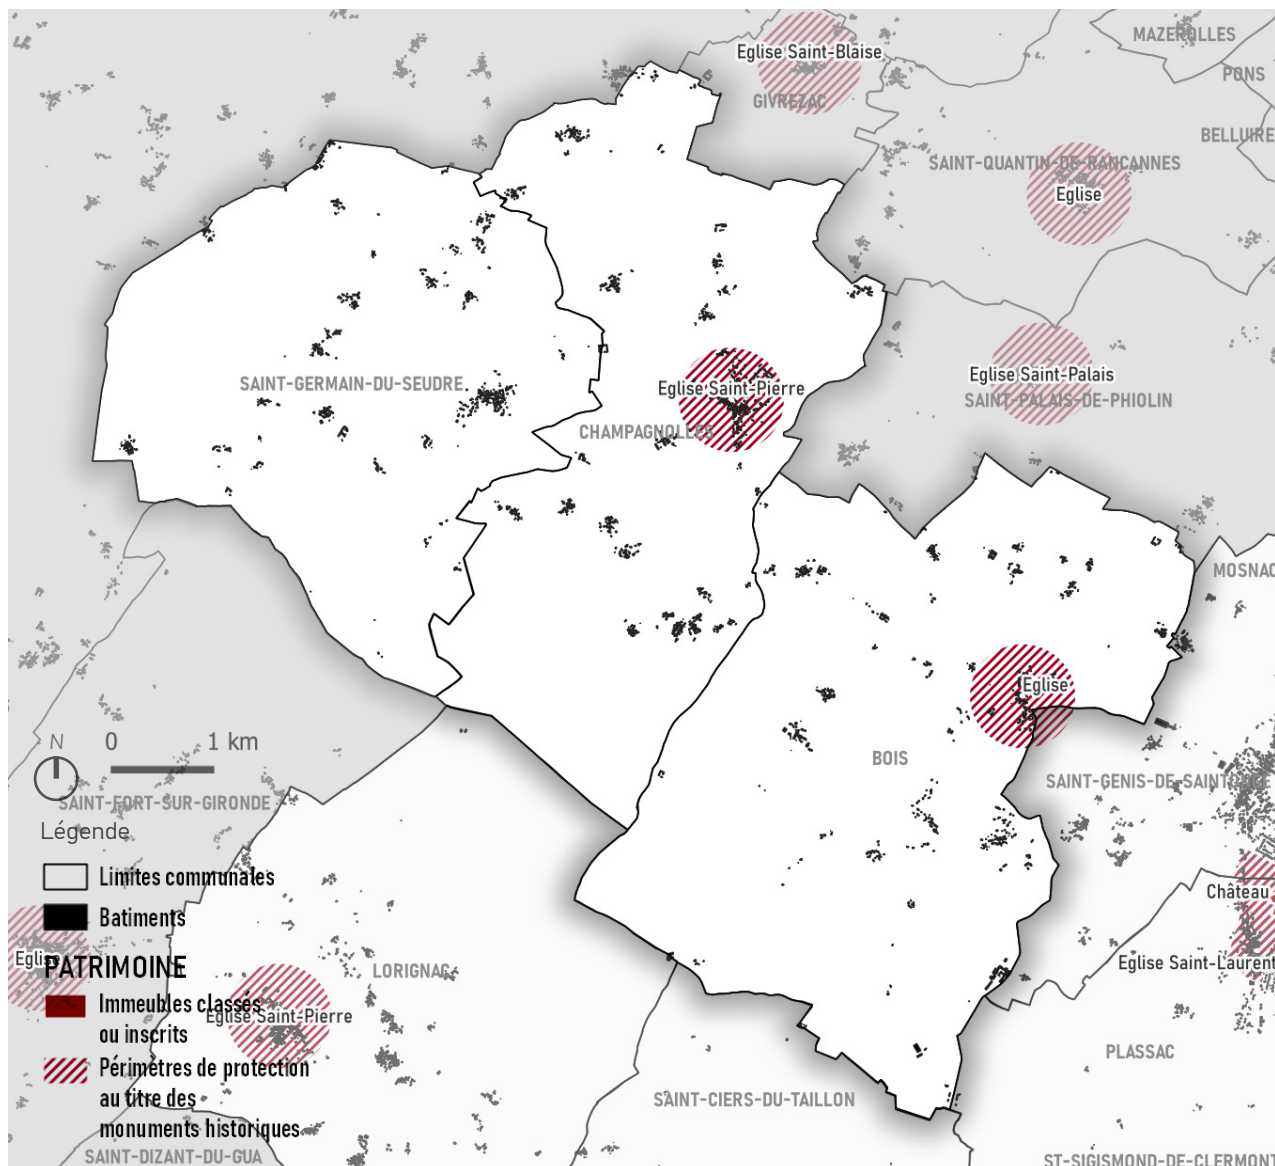 MAZEROLLES
Eglise Saint-Blaise
PONS
GIVREZAC
BELLUIRE
SAINT-QUANTIN-DE-RANCANNES
Eglise
Eglise Saint-Palais
SAINT-GERMAIN-DU-SEUDRE
Eglise Saint-Pierre
SAINT-PALAIS-DE-PHIOLIN
CHAMPAGNOLLES
MOSNAC
Eglise
N
0 1 km
BOIS
SAINT-GENIS-DE-SAINTONGE
SAINT-FORT-SUR-GIRONDE
Légende
Limites communales
Château
Batiments
Eglise
PATRIMOINE
Eglise Saint-Laurent
LORIGNAC
Immeubles classés
ou inscrits
Eglise Saint-Pierre
PLASSAC
Périmètres de protection
au titre des
monuments historiques
SAINT-CIERS-DU-TAILLON
SAINT-DIZANT-DU-GUA
ST-SIGISMOND-DE-CLERMONT